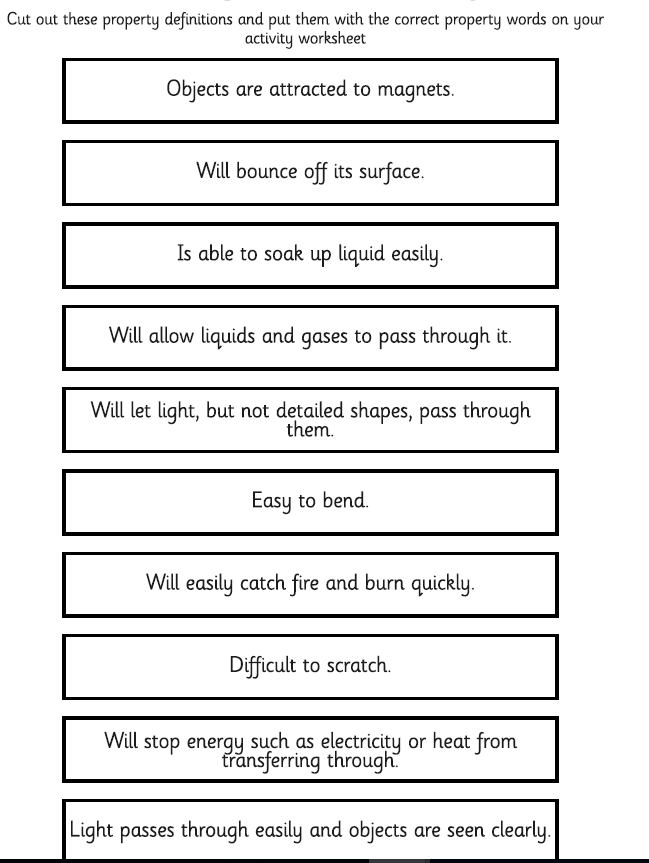 Cut out these property definitions and put them with the correct property words on your
activity worksheet
Objects are attracted to magnets.
Will bounce off its surface.
Is able to soak up liquid easily.
Will allow liquids and gases to pass through it.
Will let light, but not detailed shapes, pass through
them.
Easy to bend.
Will easily catch fire and burn quickly.
Difficult to scratch.
Will stop energy such as electricity or heat from
transferring through.
Light passes through easily and objects are seen clearly.